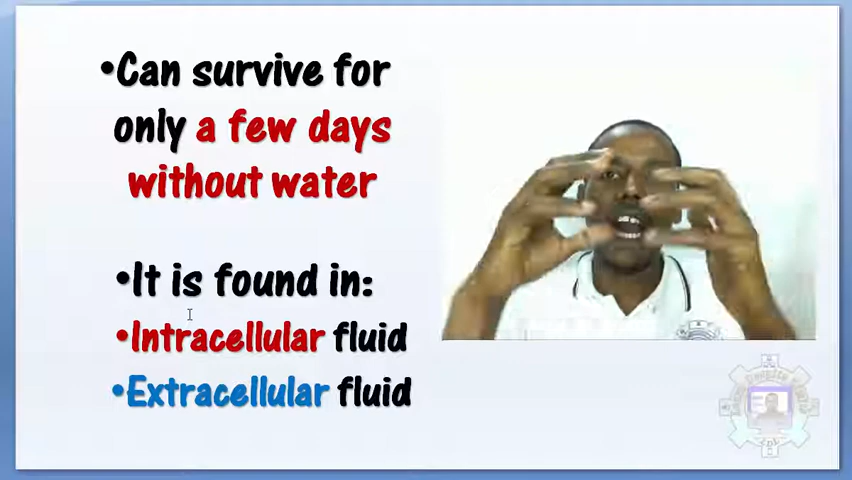 •Can survive for
only a few days
without water
•It is found in:
•Intracellular fluid
•Extracellular fluid